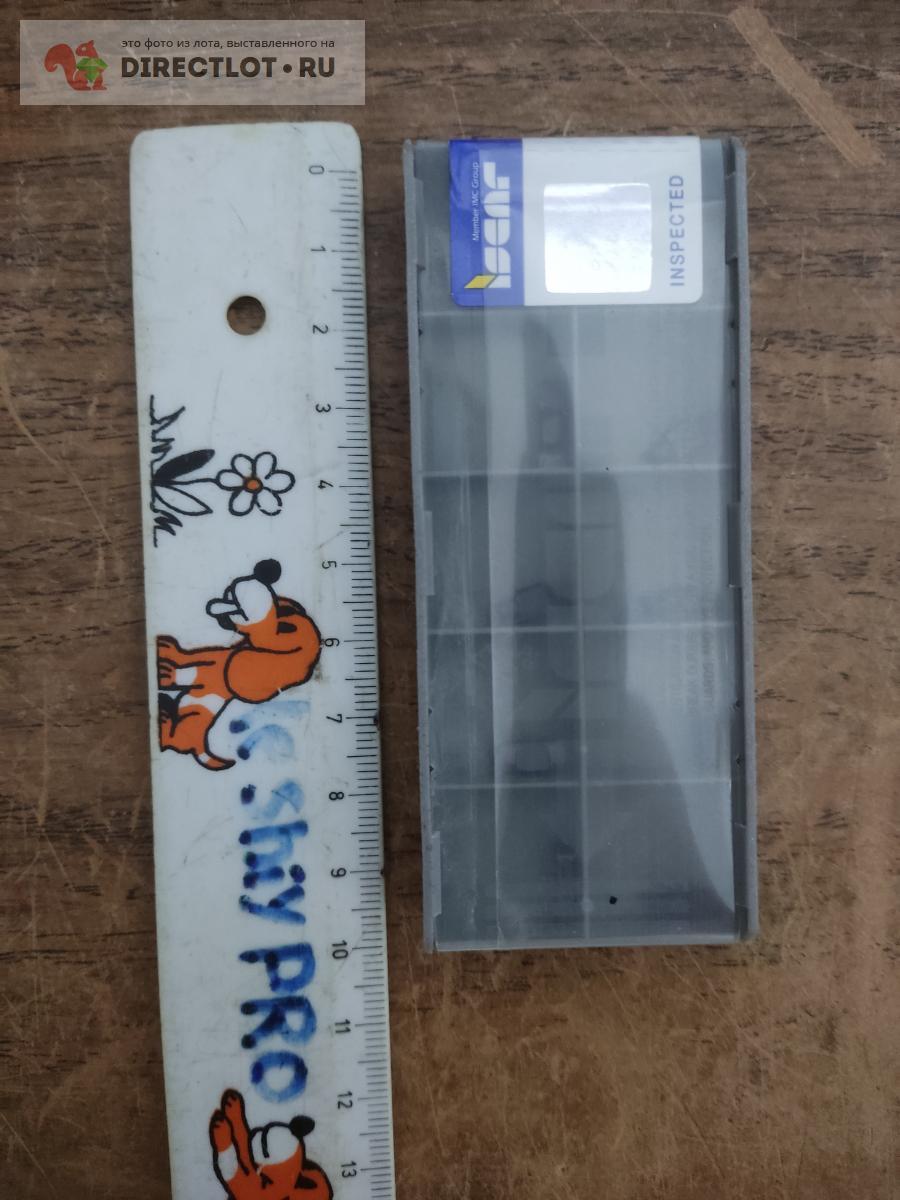 это фото из лота, выставленного на
DIRECTLOT.RU
0
1
2
3
4
5
6
7
8
9
10
11
12
13
shiy PRO
Member IMC Group
iscar
INSPECTED